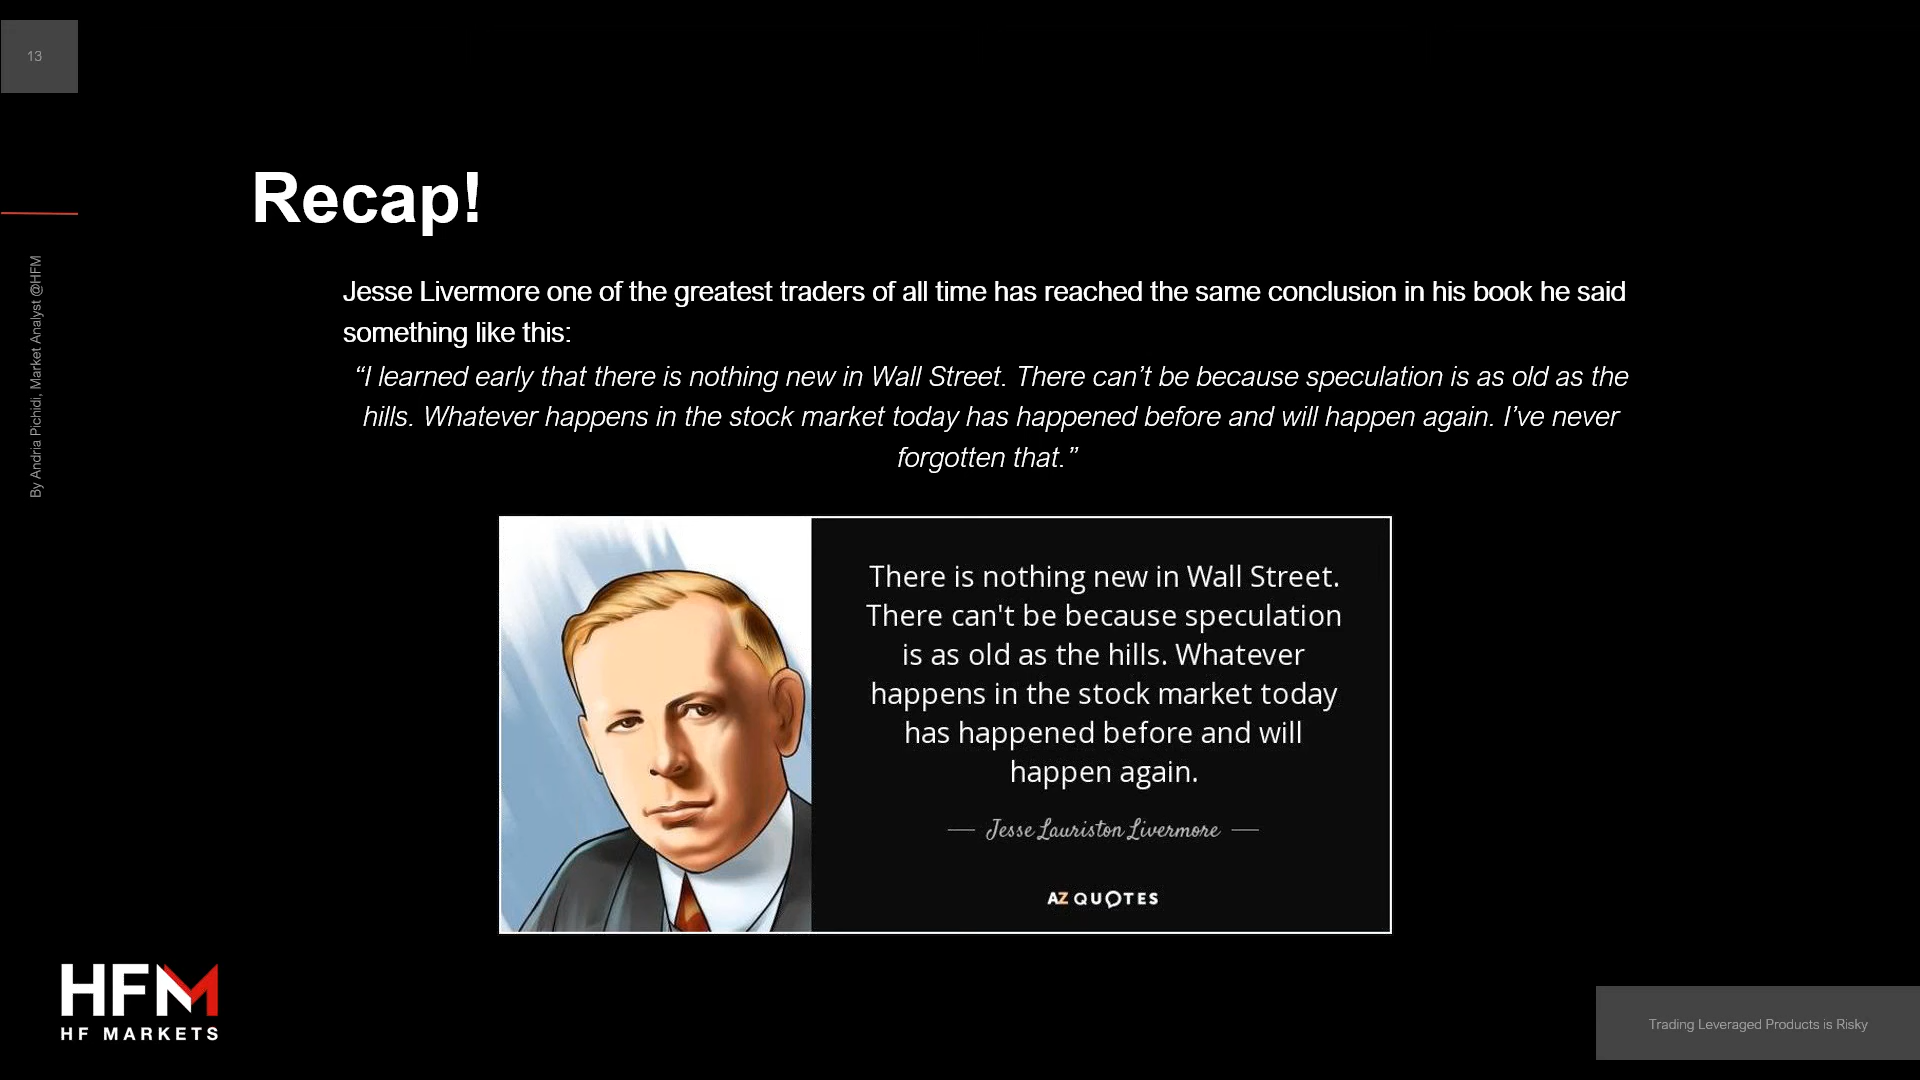 13
Recap!
By Andria Pichidi, Market Analyst @HFM
Jesse Livermore one of the greatest traders of all time has reached the same conclusion in his book he said
something like this:
“I learned early that there is nothing new in Wall Street. There can’t be because speculation is as old as the
hills. Whatever happens in the stock market today has happened before and will happen again. I’ve never
forgotten that.”
There is nothing new in Wall Street.
There can't be because speculation
is as old as the hills. Whatever
happens in the stock market today
has happened before and will
happen again.
Jesse Lauriston Livermore
AZ QUOTES
HFM
HF MARKETS
Trading Leveraged Products is Risky